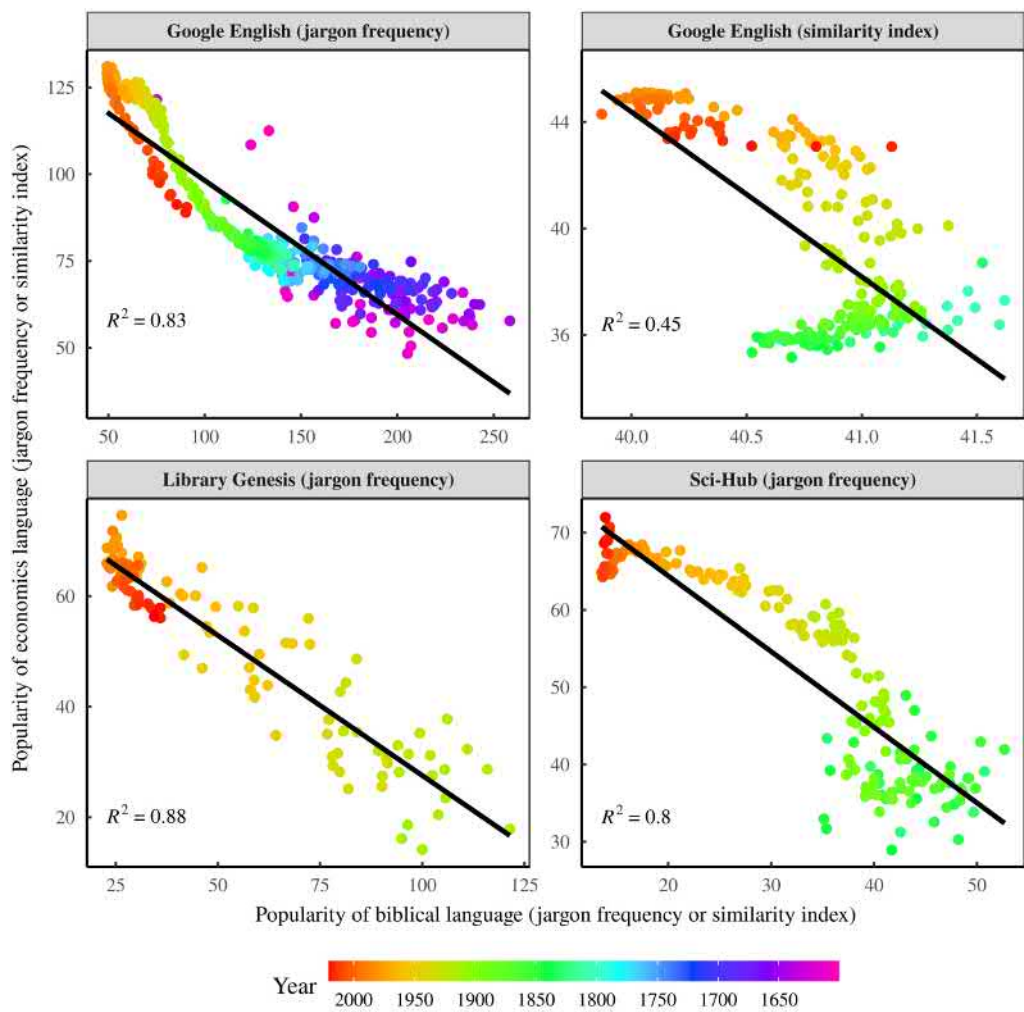 Google English (jargon frequency)
Google English (similarity index)
125
100
75
50
R² = 0.83
50 100 150 200 250
44
40
36
R² = 0.45
40.0 40.5 41.0 41.5
Library Genesis (jargon frequency)
Sci-Hub (jargon frequency)
60
40
20
R² = 0.88
25 50 75 100 125
70
60
50
40
30
R² = 0.8
20 30 40 50
Popularity of economics language (jargon frequency or similarity index)
Popularity of biblical language (jargon frequency or similarity index)
Year
2000 1950 1900 1850 1800 1750 1700 1650